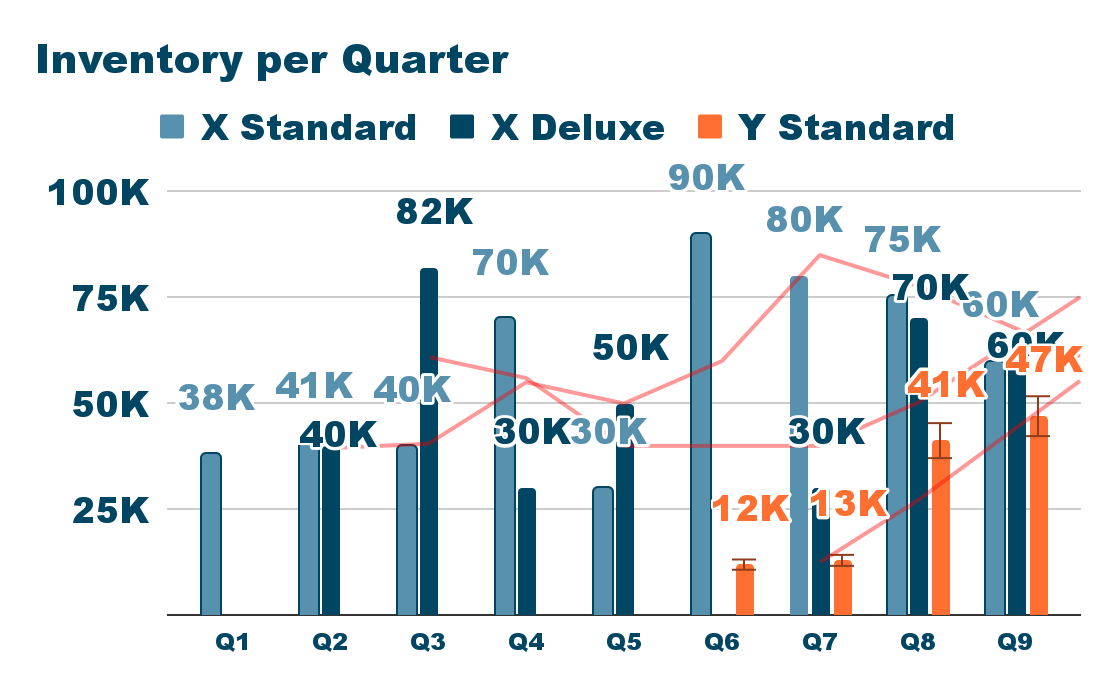 Inventory per Quarter
X Standard X Deluxe Y Standard
100K
75K
50K
25K
38K
41K
40K
40K
82K
70K
30K
30K
50K
90K
12K
80K
30K
13K
75K
70K
41K
60K
60K
47K
Q1 Q2 Q3 Q4 Q5 Q6 Q7 Q8 Q9